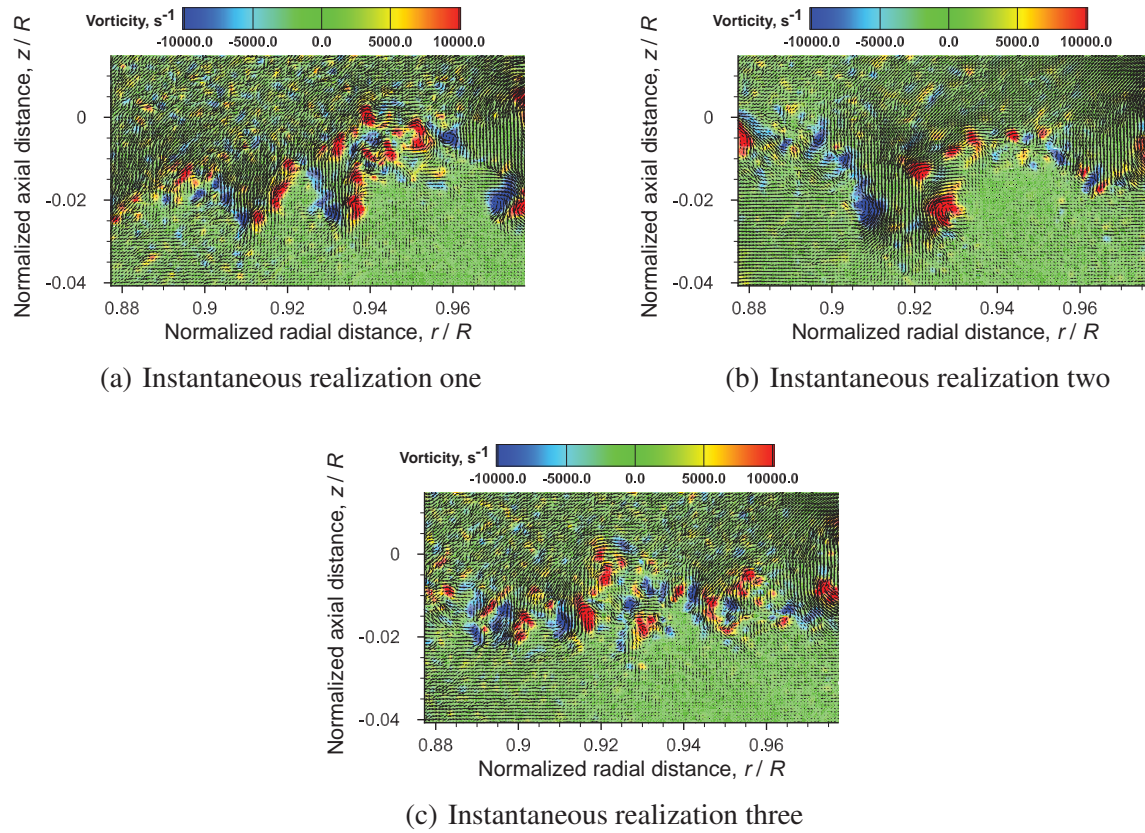 Vorticity, s-1
-10000.0 -5000.0 0.0 5000.0 10000.0
Normalized axial distance, z / R
0
-0.02
-0.04
0.88 0.9 0.92 0.94 0.96
Normalized radial distance, r / R
(a) Instantaneous realization one
Vorticity, s-1
-10000.0 -5000.0 0.0 5000.0 10000.0
Normalized axial distance, z / R
0
-0.02
-0.04
0.88 0.9 0.92 0.94 0.96
Normalized radial distance, r / R
(b) Instantaneous realization two
Vorticity, s-1
-10000.0 -5000.0 0.0 5000.0 10000.0
Normalized axial distance, z / R
0
-0.02
-0.04
0.88 0.9 0.92 0.94 0.96
Normalized radial distance, r / R
(c) Instantaneous realization three